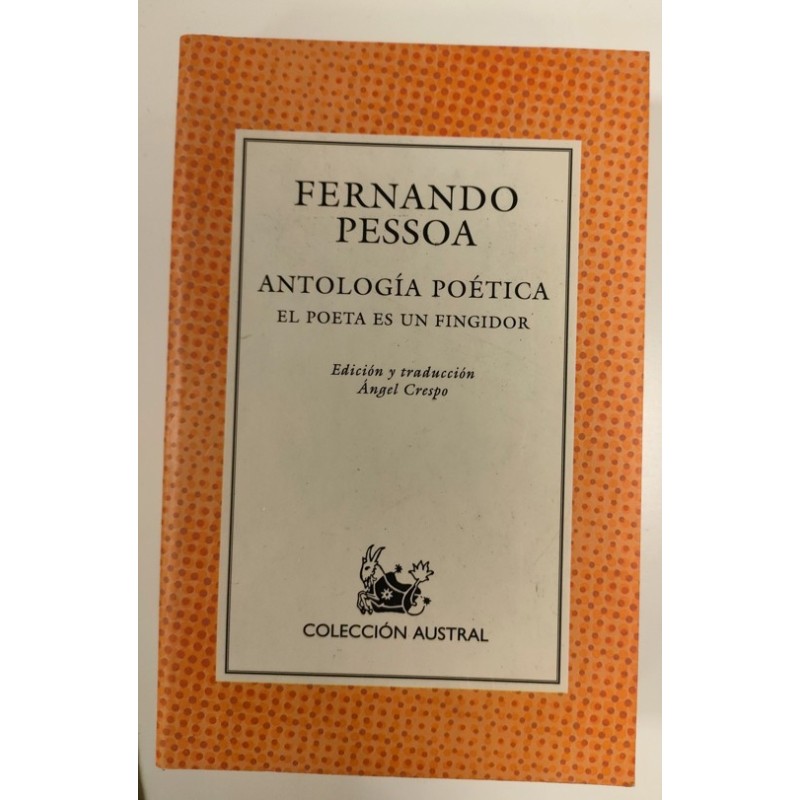 FERNANDO
PESSOA
ANTOLOGÍA POÉTICA
EL POETA ES UN FINGIDOR
Edición y traducción
Ángel Crespo
COLECCIÓN AUSTRAL